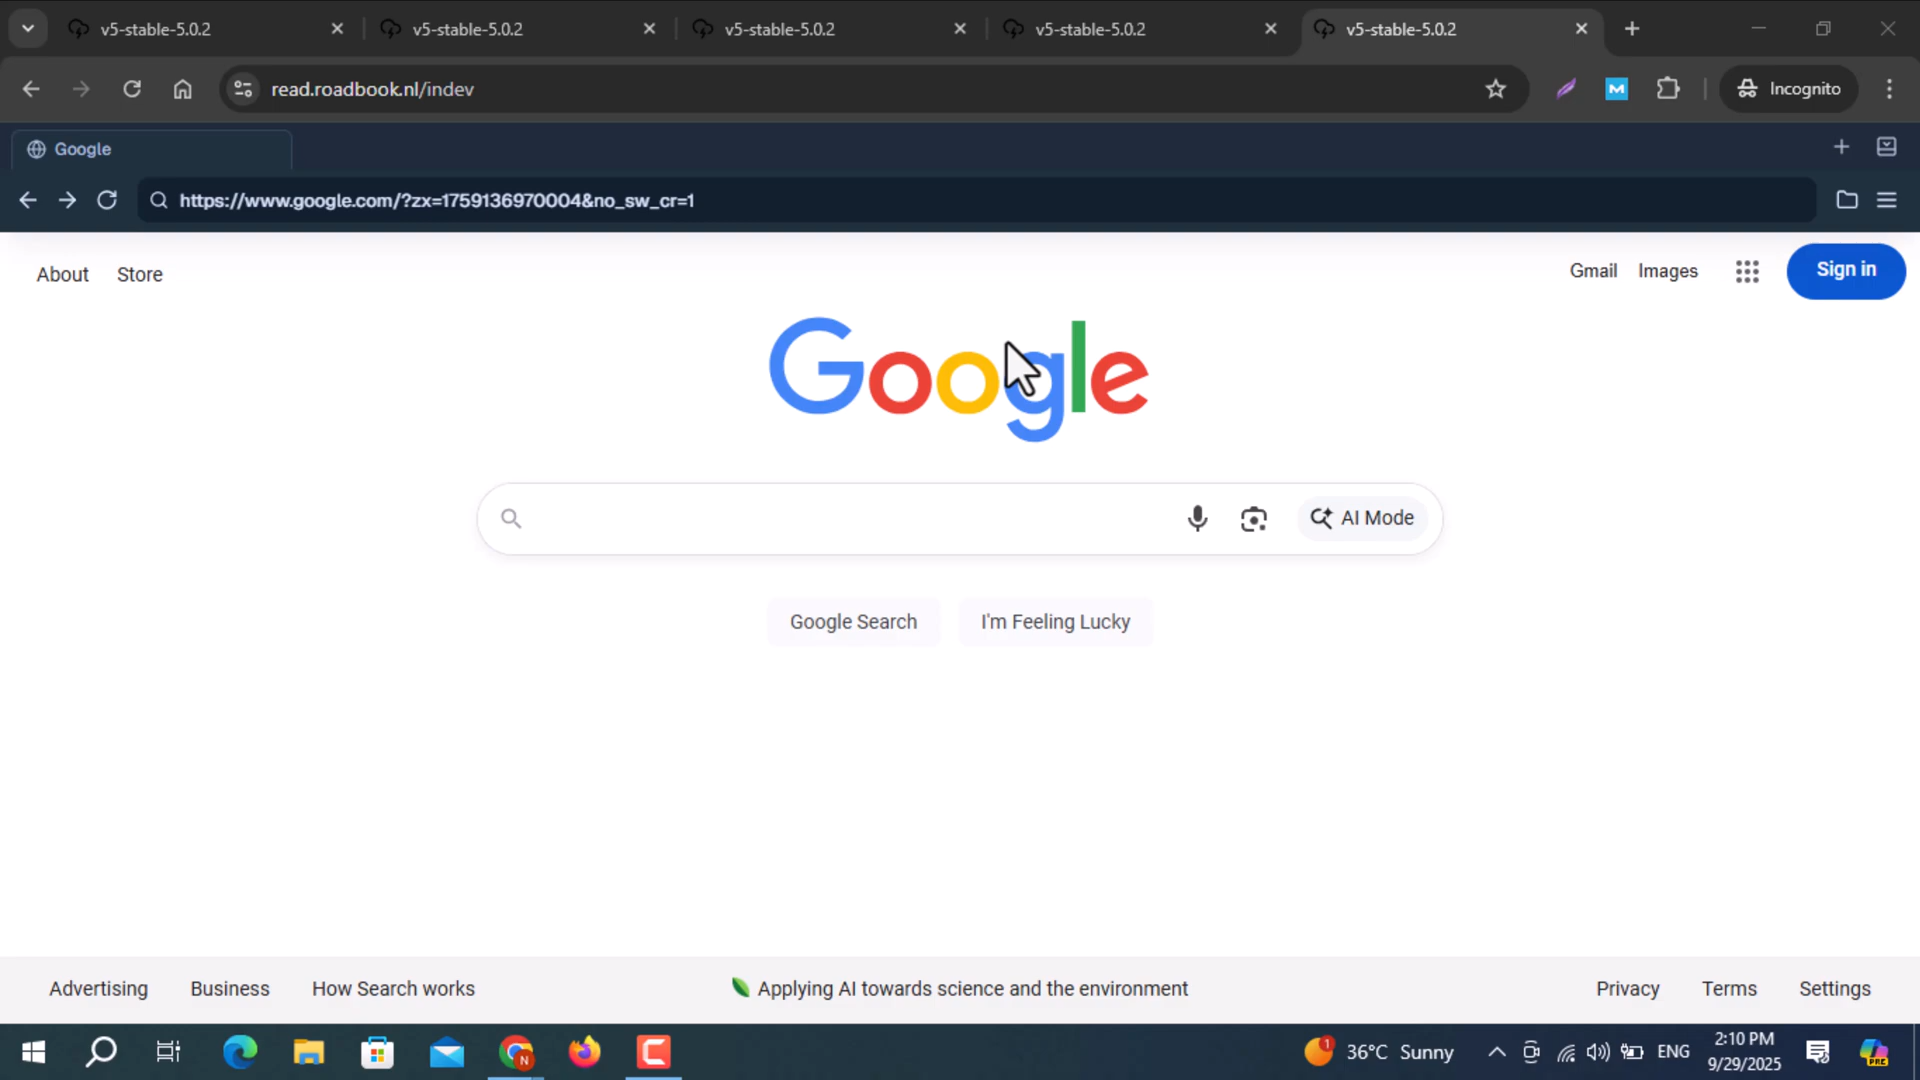 v5-stable-5.0.2
v5-stable-5.0.2
v5-stable-5.0.2
v5-stable-5.0.2
v5-stable-5.0.2
read.roadbook.nl/indev
Incognito
Google
https://www.google.com/?zx=1759136970004&no_sw_cr=1
About Store
Gmail Images
Sign in
Google
AI Mode
Google Search
I'm Feeling Lucky
Advertising Business How Search works
Applying AI towards science and the environment
Privacy Terms Settings
N
1
36°C Sunny
ENG
2:10 PM
9/29/2025
PRE